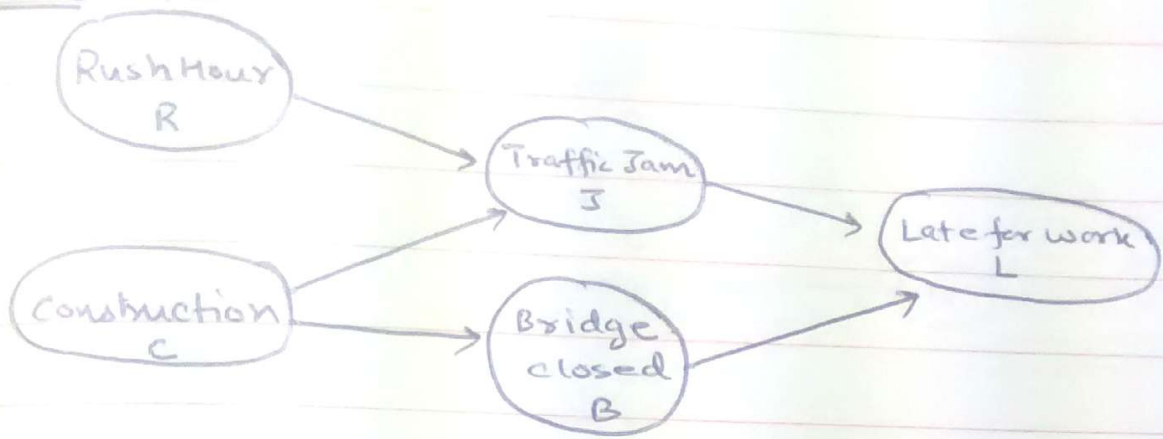 Rush Hour
R
Traffic Jam
J
Late for work
L
Construction
C
Bridge
closed
B